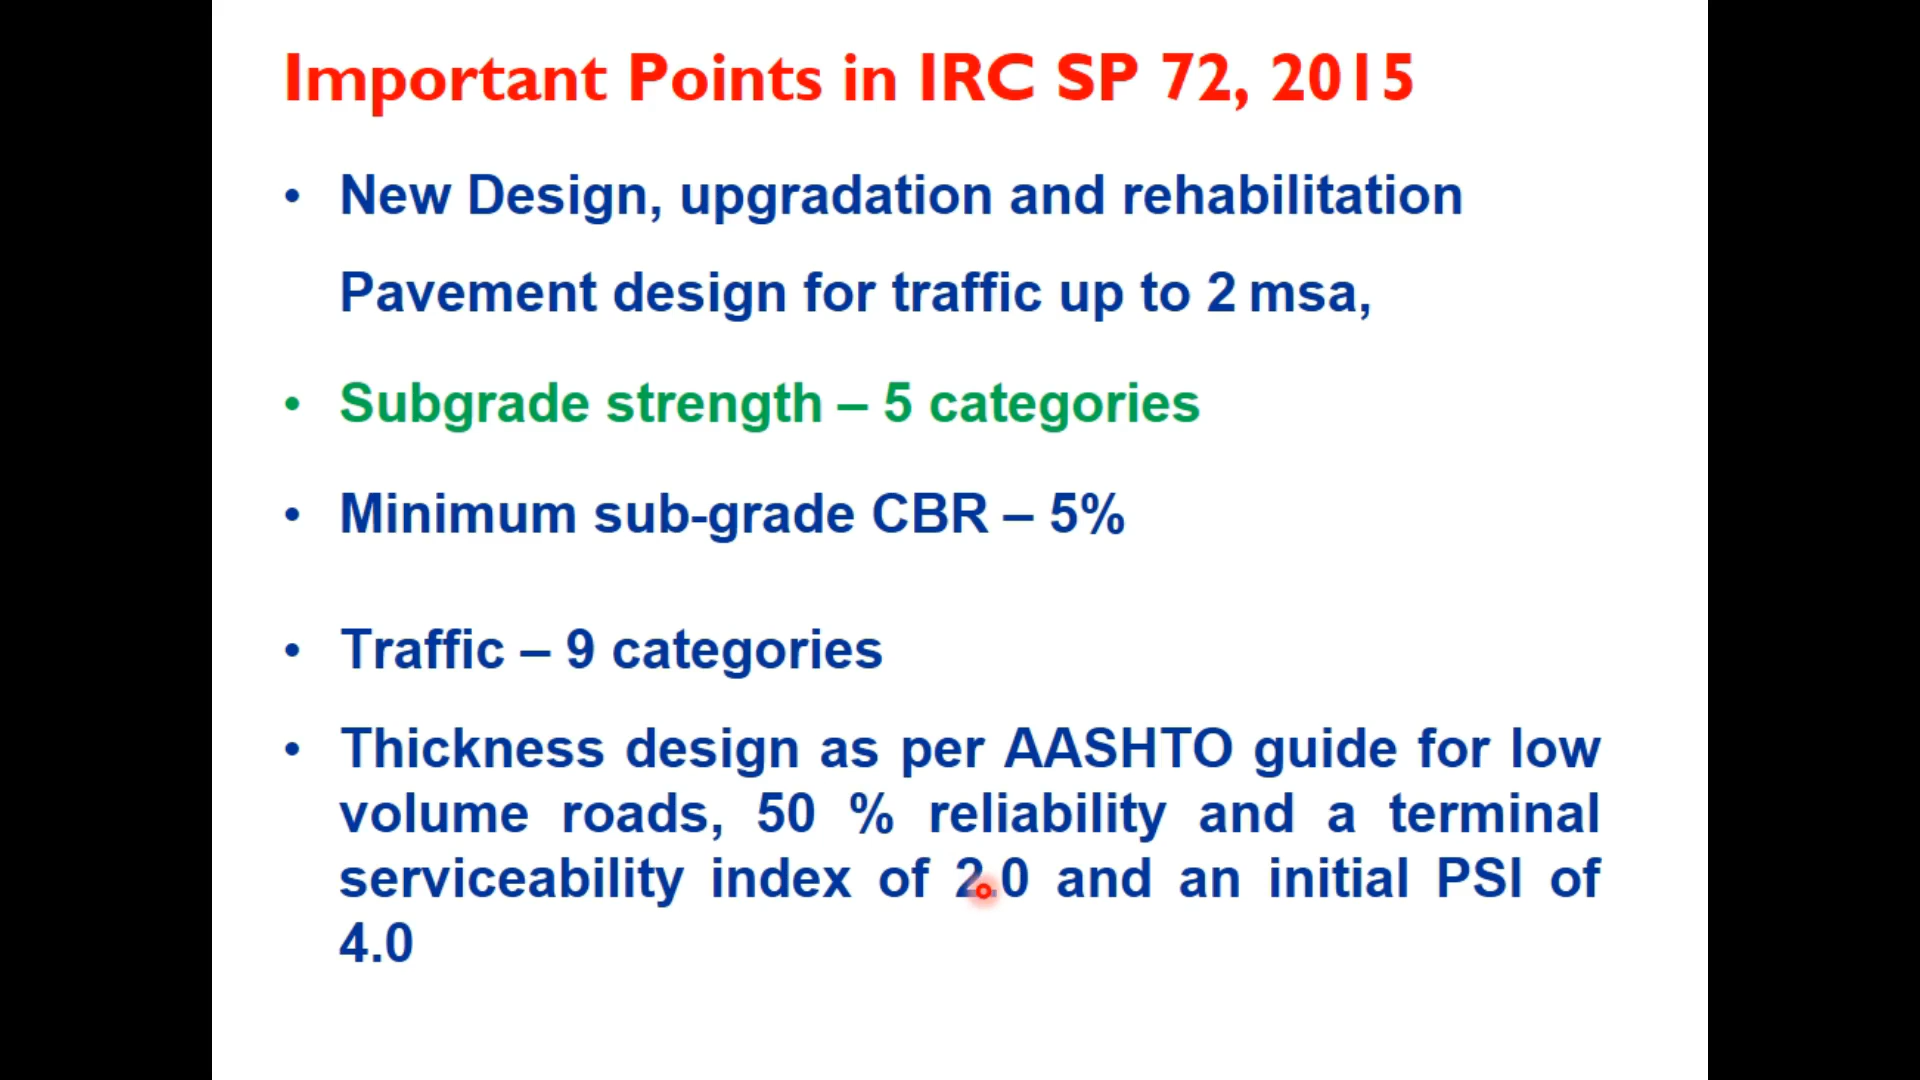 Important Points in IRC SP 72, 2015
• New Design, upgradation and rehabilitation
Pavement design for traffic up to 2 msa,
• Subgrade strength – 5 categories
• Minimum sub-grade CBR – 5%
• Traffic – 9 categories
• Thickness design as per AASHTO guide for low
volume roads, 50 % reliability and a terminal
serviceability index of 2.0 and an initial PSI of
4.0